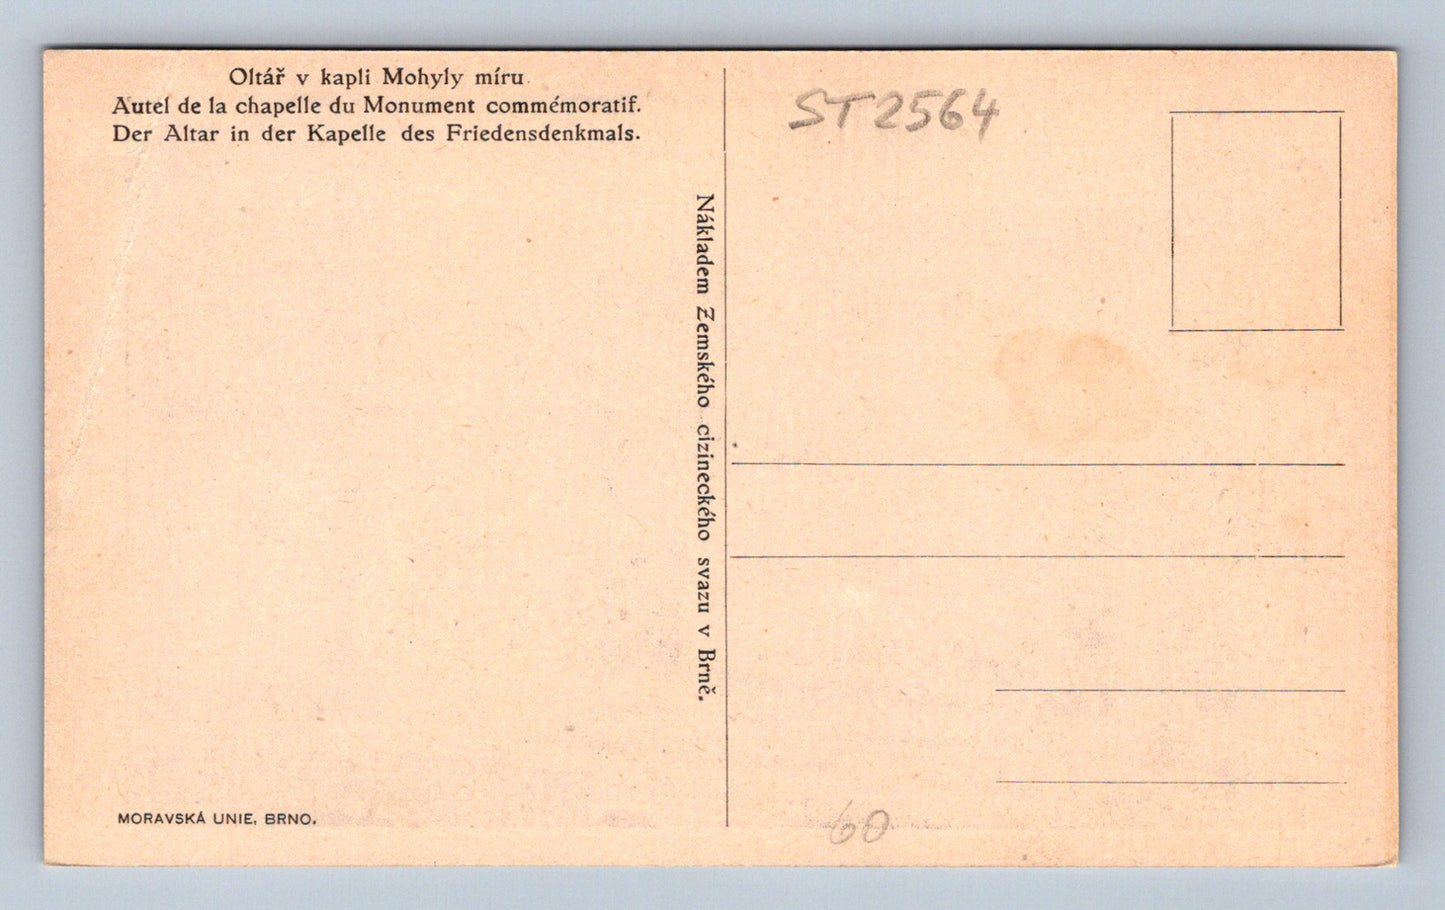 Oltář v kapli Mohyly míru.
Autel de la chapelle du Monument commémoratif.
Der Altar in der Kapelle des Friedensdenkmals.
Nákladem Zemského cizineckého svazu v Brně.
MORAVSKÁ UNIE, BRNO.
ST2564
60